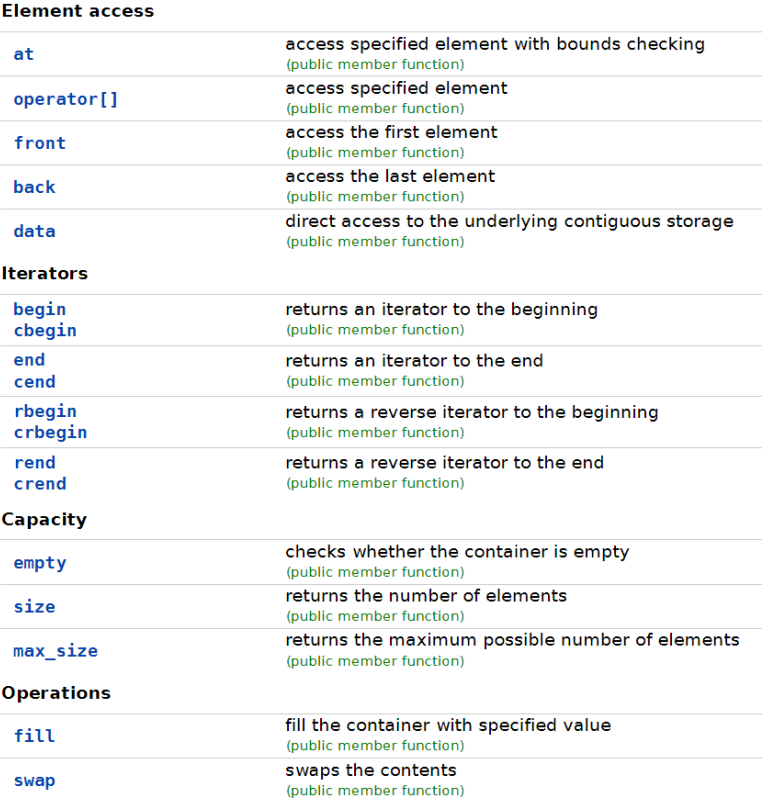 Element access
at
access specified element with bounds checking
(public member function)
operator[]
access specified element
(public member function)
front
access the first element
(public member function)
back
access the last element
(public member function)
data
direct access to the underlying contiguous storage
(public member function)
Iterators
begin
cbegin
returns an iterator to the beginning
(public member function)
end
cend
returns an iterator to the end
(public member function)
rbegin
crbegin
returns a reverse iterator to the beginning
(public member function)
rend
crend
returns a reverse iterator to the end
(public member function)
Capacity
empty
checks whether the container is empty
(public member function)
size
returns the number of elements
(public member function)
max_size
returns the maximum possible number of elements
(public member function)
Operations
fill
fill the container with specified value
(public member function)
swap
swaps the contents
(public member function)